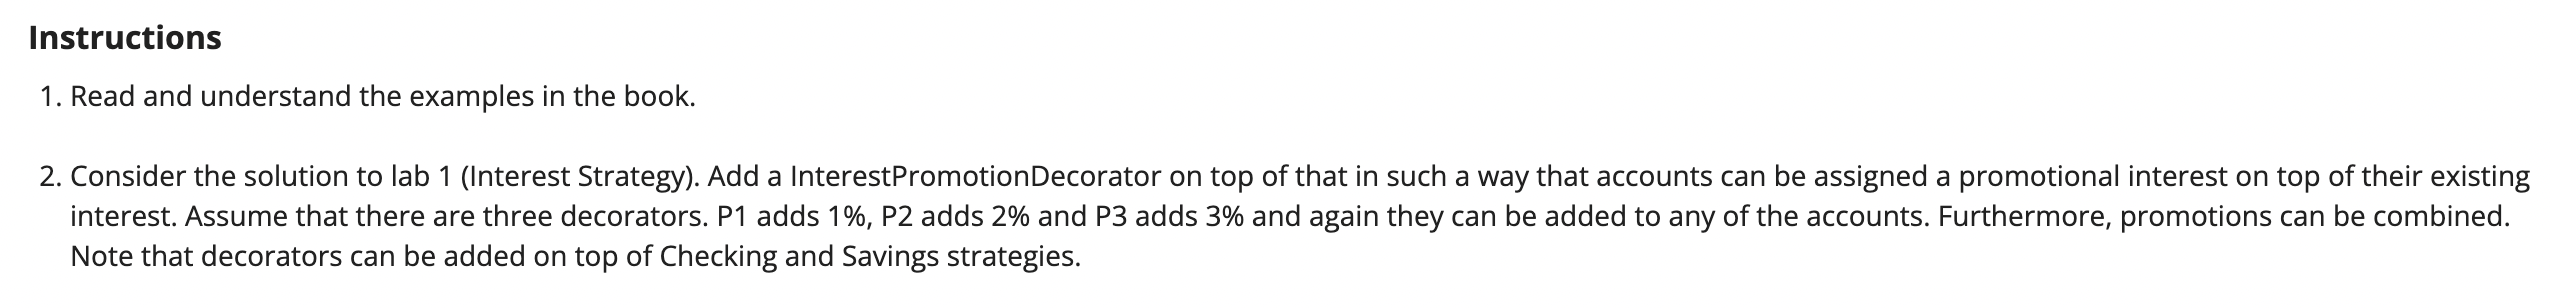 Instructions
1. Read and understand the examples in the book.
2. Consider the solution to lab 1 (Interest Strategy). Add a InterestPromotionDecorator on top of that in such a way that accounts can be assigned a promotional interest on top of their existing
interest. Assume that there are three decorators. P1 adds 1%, P2 adds 2% and P3 adds 3% and again they can be added to any of the accounts. Furthermore, promotions can be combined.
Note that decorators can be added on top of Checking and Savings strategies.